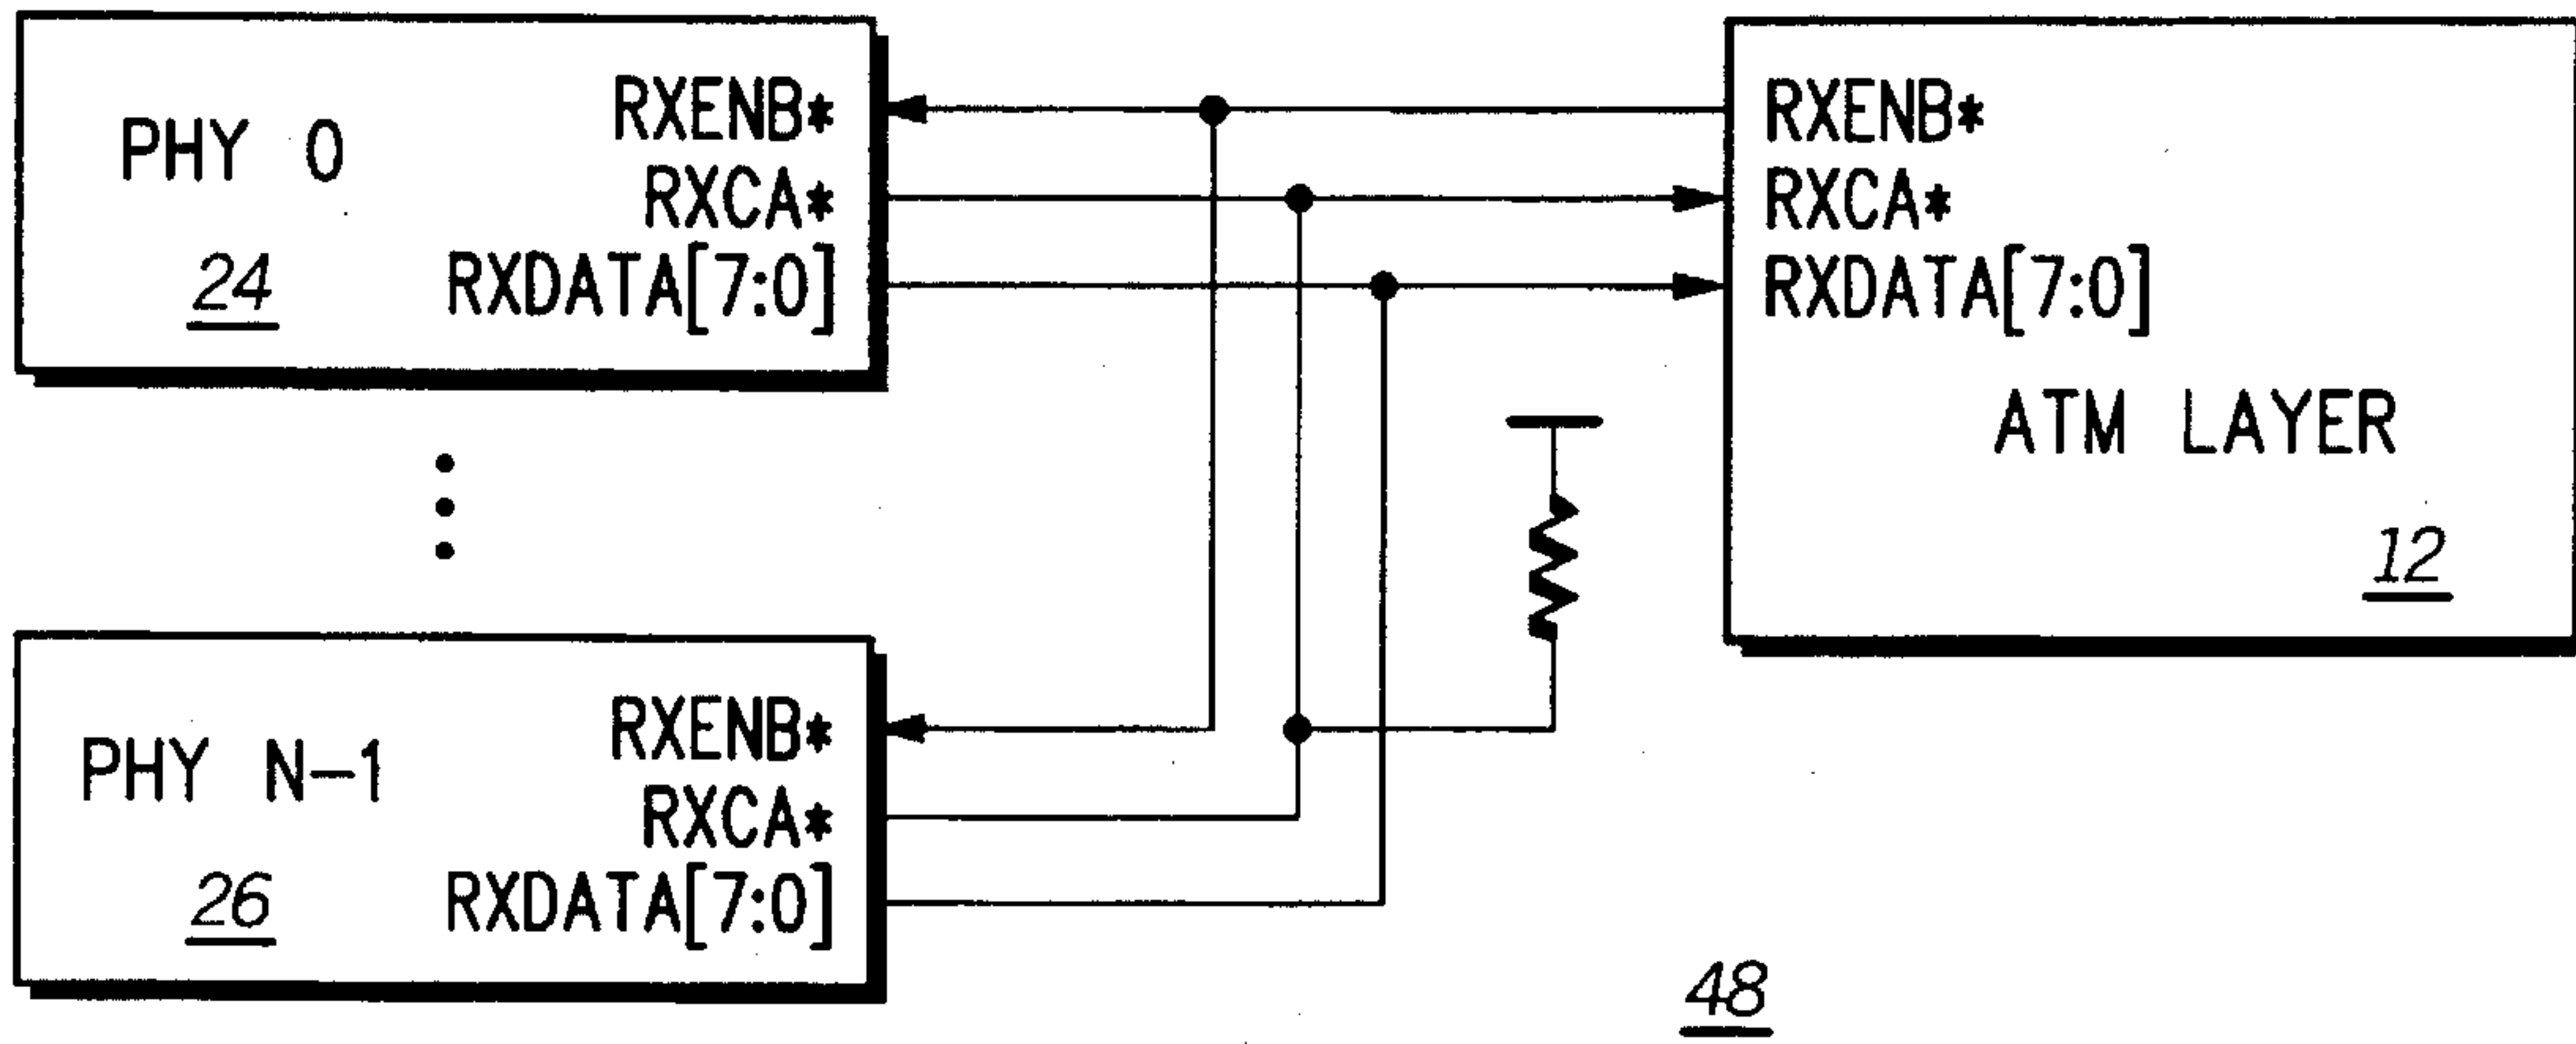 PHY 0
24
RXENB*
RXCA*
RXDATA[7:0]
RXENB*
RXCA*
RXDATA[7:0]
ATM LAYER
12
PHY N-1
26
RXENB*
RXCA*
RXDATA[7:0]
48